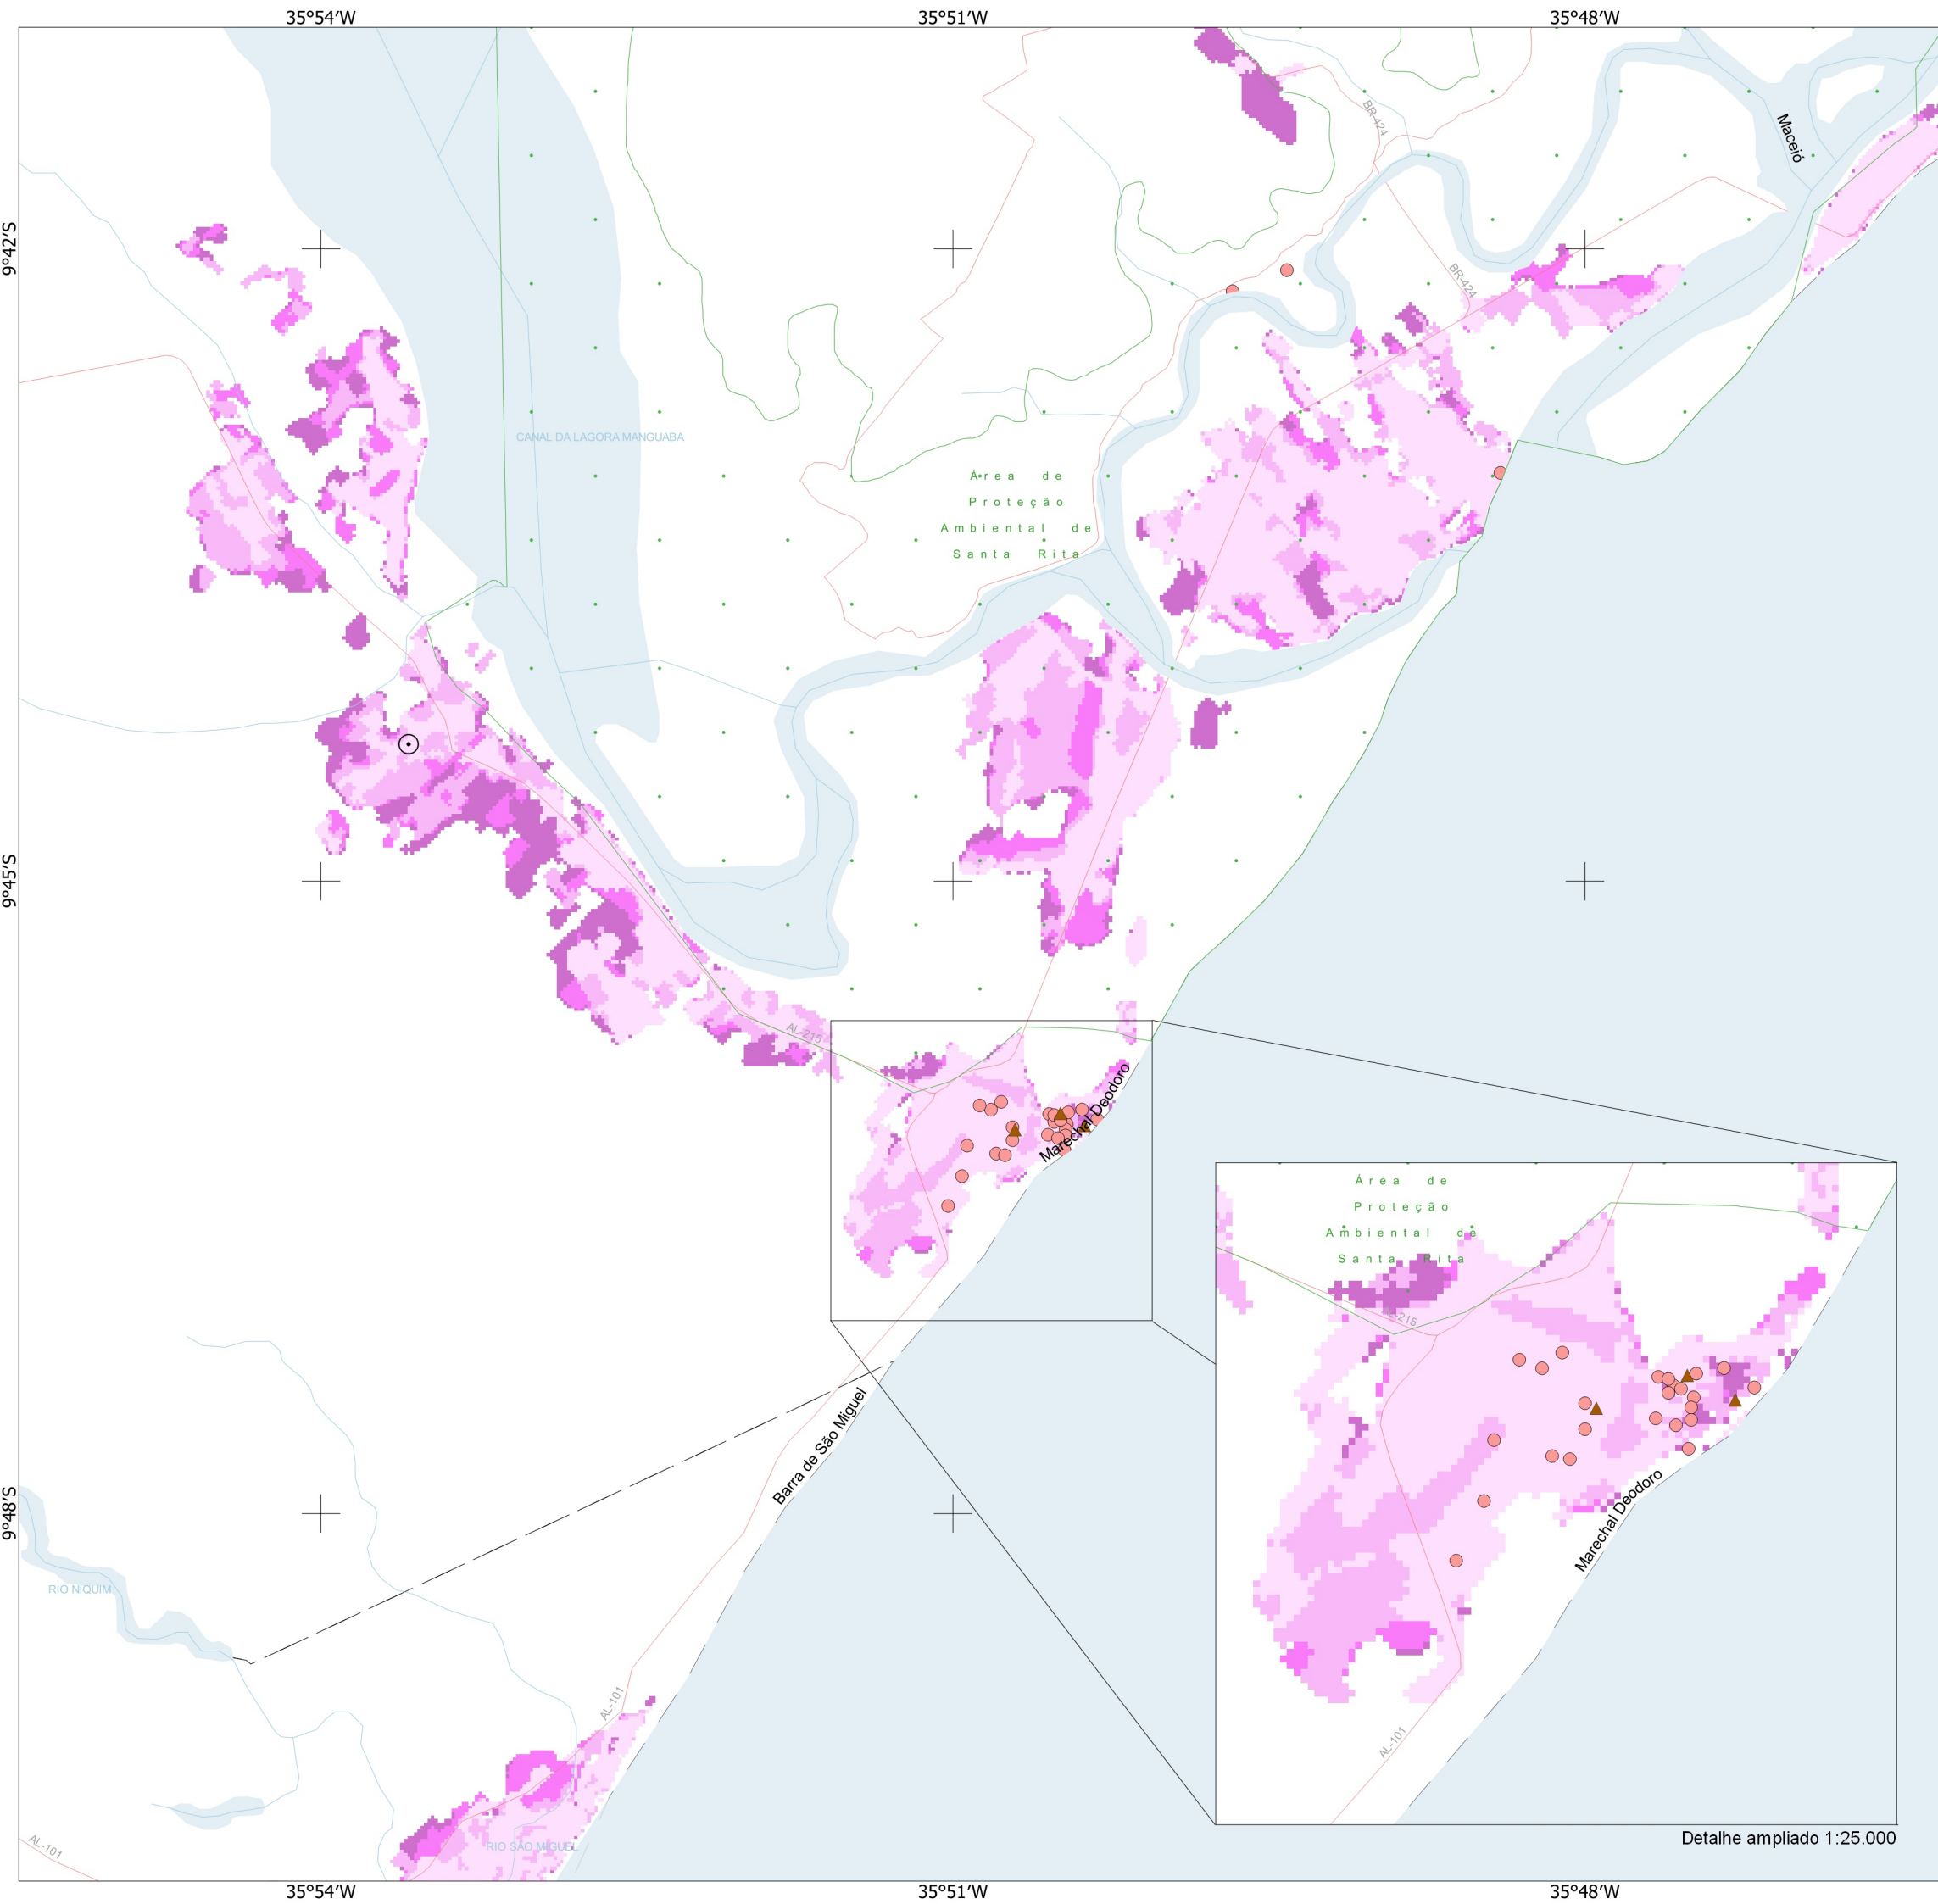 35°54'W
35°51'W
35°48'W
BR-424
Maceió
9°42'S
BR-424
CANAL DA LAGORA MANGUABA
Área de
Proteção
Ambiental de
Santa Rita
9°45'S
AL-215
Marechal Deodoro
Área de
Proteção
Ambiental de
Santa Rita
-215
Barra de São Miguel
Marechal Deodoro
9°48'S
RIO NIQUIM
AL-101
AL-101
RIO SÃO MIGUEL
AL-101
Detalhe ampliado 1:25.000
35°54'W
35°51'W
35°48'W